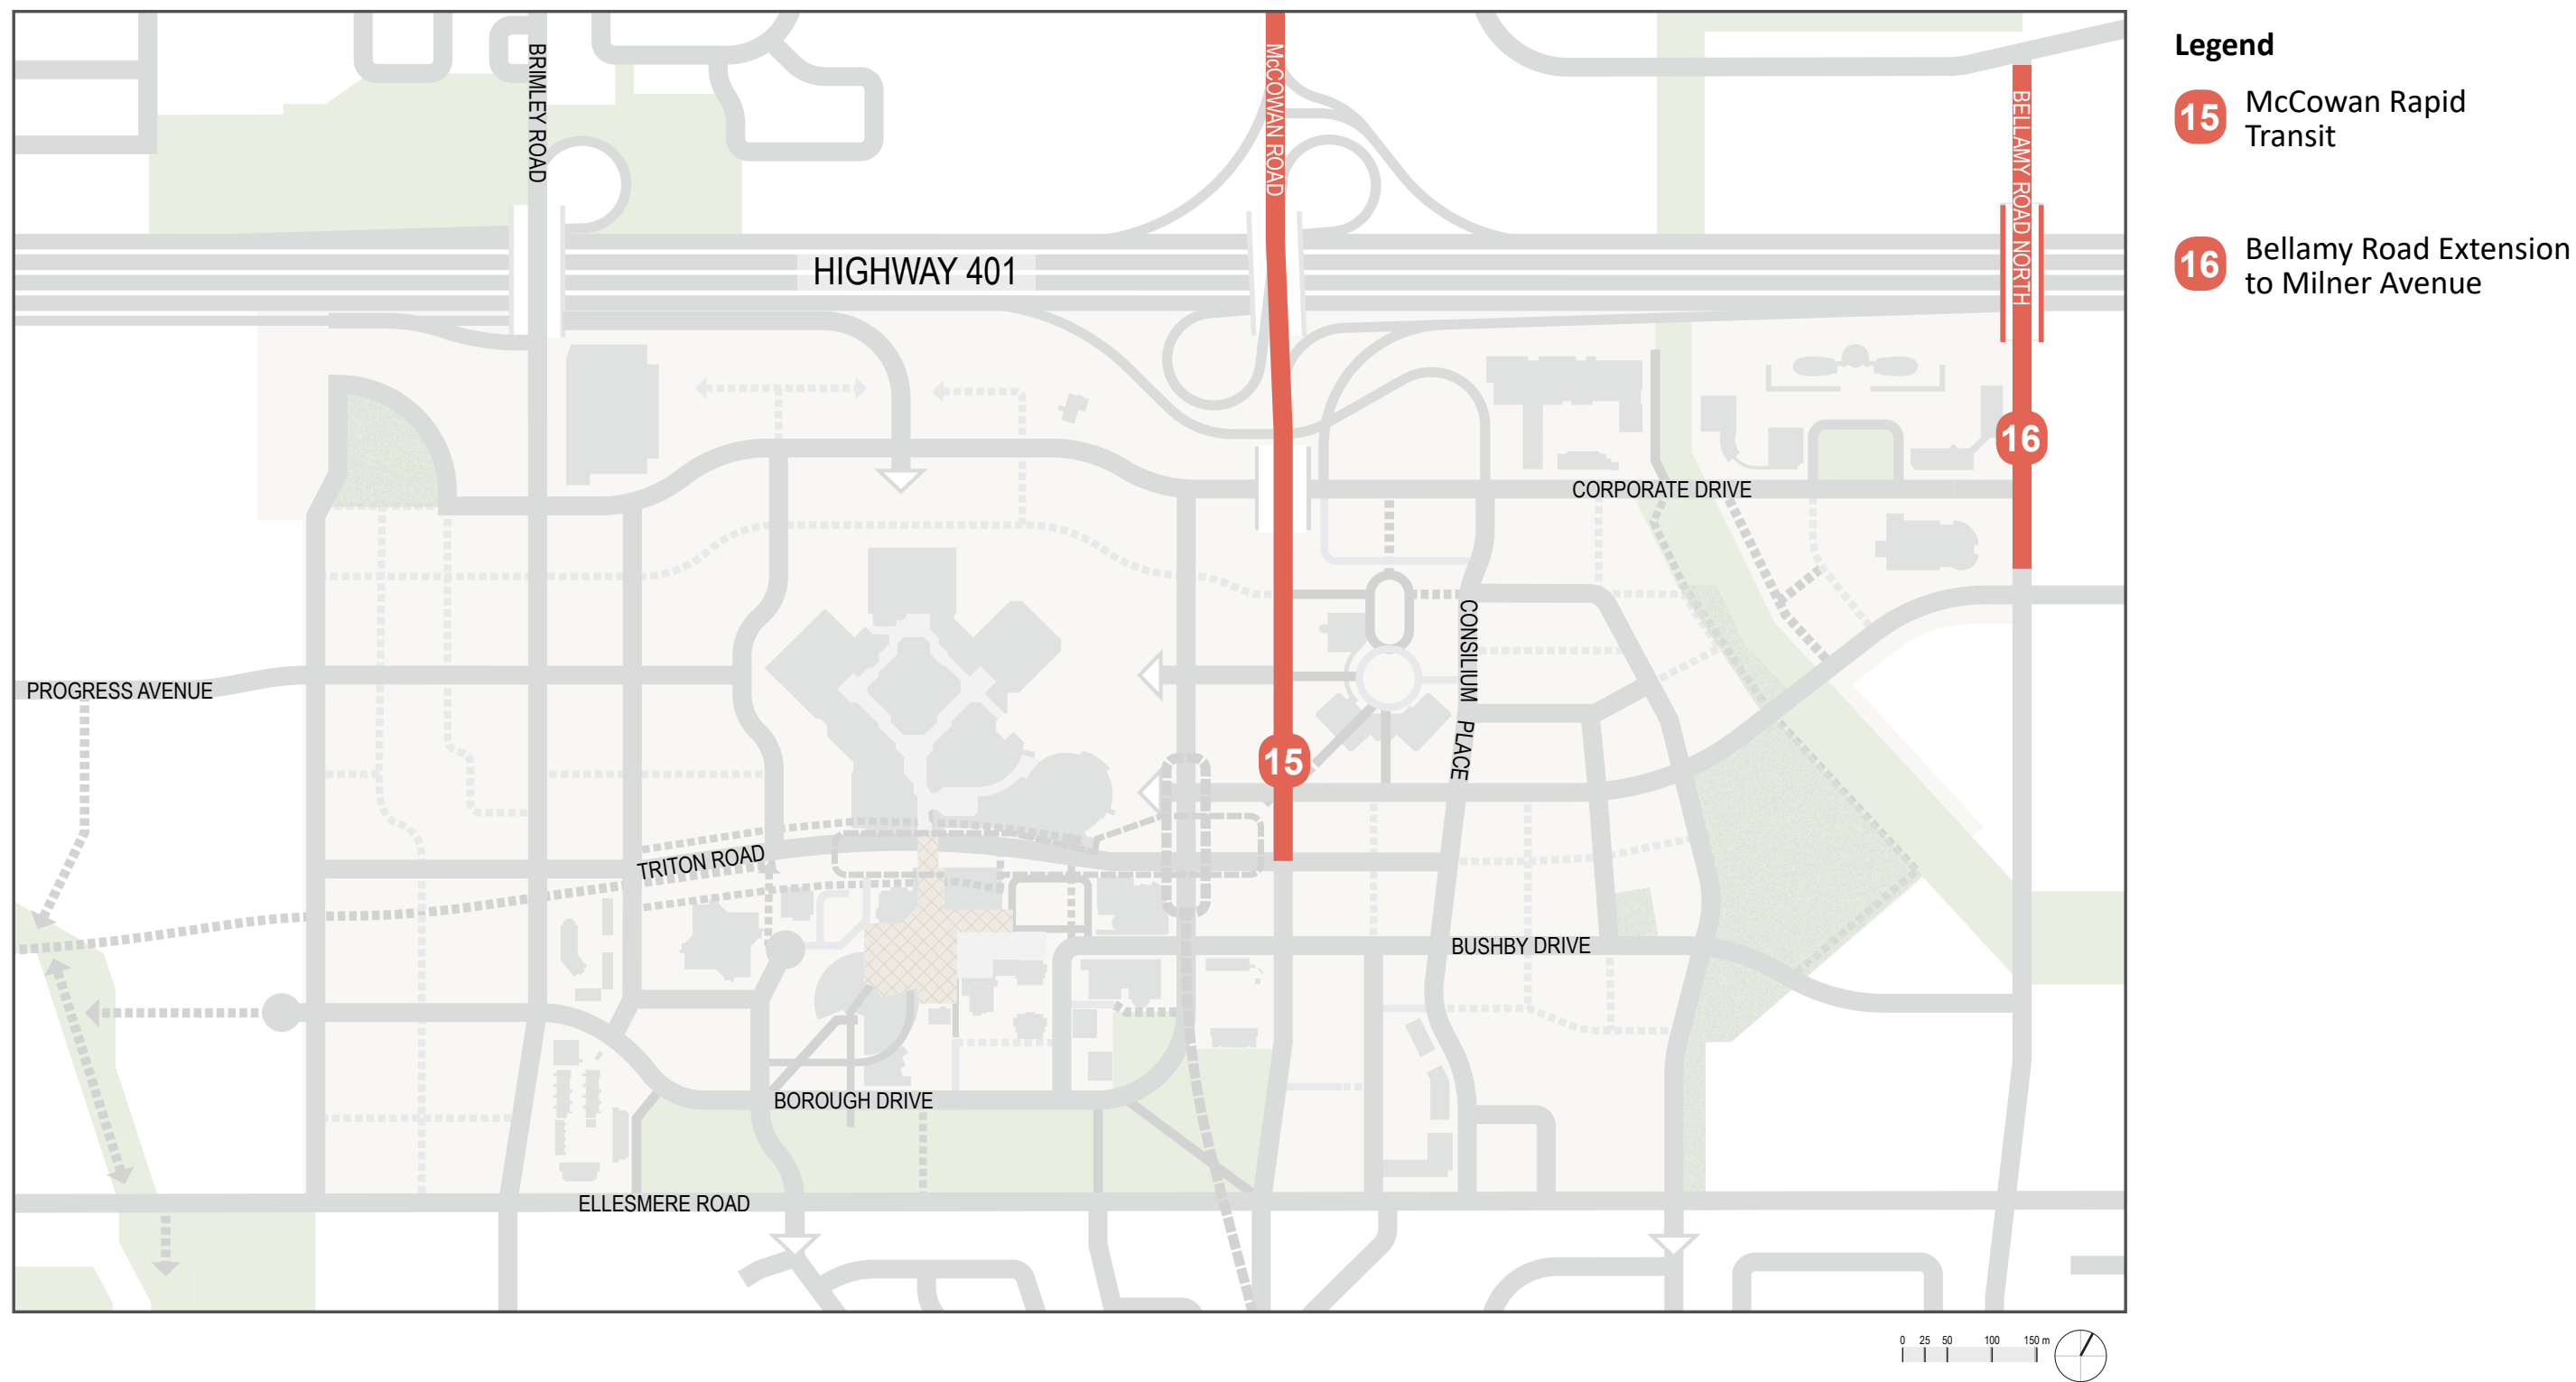 BRIMLEY ROAD
McCOWAN ROAD
BELLAMY ROAD NORTH
HIGHWAY 401
16
CORPORATE DRIVE
CONSILIUM PLACE
PROGRESS AVENUE
15
TRITON ROAD
BUSHBY DRIVE
BOROUGH DRIVE
ELLESMERE ROAD
Legend
15 McCowan Rapid
Transit
16 Bellamy Road Extension
to Milner Avenue
0 25 50 100 150 m